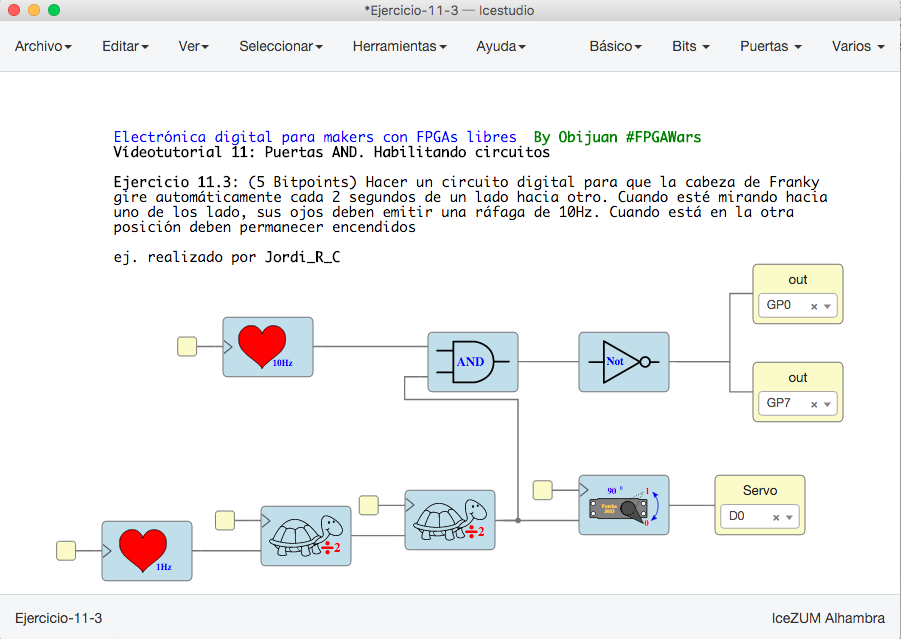 *Ejercicio-11-3 — Icestudio
Archivo Editar Ver Seleccionar Herramientas Ayuda Básico Bits Puertas Varios
Electrónica digital para makers con FPGAs libres By Obijuan #FPGAWars
Vídeotutorial 11: Puertas AND. Habilitando circuitos
Ejercicio 11.3: (5 Bitpoints) Hacer un circuito digital para que la cabeza de Franky
gire automáticamente cada 2 segundos de un lado hacia otro. Cuando esté mirando hacia
uno de los lado, sus ojos deben emitir una ráfaga de 10Hz. Cuando está en la otra
posición deben permanecer encendidos
ej. realizado por Jordi_R_C
out
GP0
10Hz
AND
Not
out
GP7
90 º
1
0
Servo
D0
÷2
÷2
1Hz
Ejercicio-11-3
IceZUM Alhambra